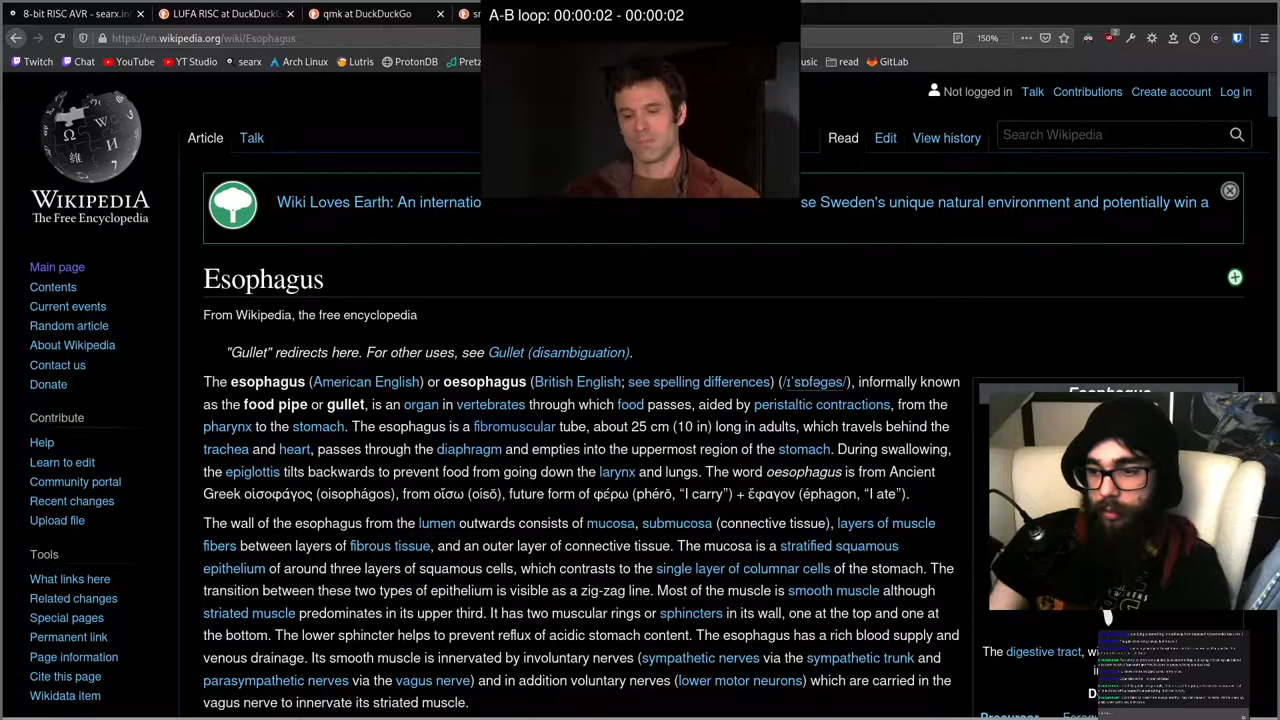 8-bit RISC AVR - searx.in
LUFA RISC at DuckDuck
qmk at DuckDuckGo
A-B loop: 00:00:02 - 00:00:02
https://en.wikipedia.org/wiki/Esophagus
150%
Twitch Chat YouTube YT Studio searx Arch Linux Lutris ProtonDB Pretz
read GitLab
Not logged in Talk Contributions Create account Log in
Article Talk
Read Edit View history
Search Wikipedia
WIKIPEDIA
The Free Encyclopedia
Wiki Loves Earth: An internatio
se Sweden's unique natural environment and potentially win a
Main page
Contents
Current events
Random article
About Wikipedia
Contact us
Donate
Contribute
Help
Learn to edit
Community portal
Recent changes
Upload file
Tools
What links here
Related changes
Special pages
Permanent link
Page information
Cite this page
Wikidata item
Esophagus
From Wikipedia, the free encyclopedia
"Gullet" redirects here. For other uses, see Gullet (disambiguation).
The esophagus (American English) or oesophagus (British English; see spelling differences) (/ɪˈsɒfəɡəs/), informally known
as the food pipe or gullet, is an organ in vertebrates through which food passes, aided by peristaltic contractions, from the
pharynx to the stomach. The esophagus is a fibromuscular tube, about 25 cm (10 in) long in adults, which travels behind the
trachea and heart, passes through the diaphragm and empties into the uppermost region of the stomach. During swallowing,
the epiglottis tilts backwards to prevent food from going down the larynx and lungs. The word oesophagus is from Ancient
Greek οἰσοφάγος (oisophágos), from οἴσω (oísō), future form of φέρω (phérō, “I carry”) + ἔφαγον (éphagon, “I ate”).
The wall of the esophagus from the lumen outwards consists of mucosa, submucosa (connective tissue), layers of muscle
fibers between layers of fibrous tissue, and an outer layer of connective tissue. The mucosa is a stratified squamous
epithelium of around three layers of squamous cells, which contrasts to the single layer of columnar cells of the stomach. The
transition between these two types of epithelium is visible as a zig-zag line. Most of the muscle is smooth muscle although
striated muscle predominates in its upper third. It has two muscular rings or sphincters in its wall, one at the top and one at
the bottom. The lower sphincter helps to prevent reflux of acidic stomach content. The esophagus has a rich blood supply and
venous drainage. Its smooth muscle is innervated by involuntary nerves (sympathetic nerves via the sympathetic trunk and
parasympathetic nerves via the vagus nerve) and in addition voluntary nerves (lower motor neurons) which are carried in the
vagus nerve to innervate its striated muscle.
Esophagus
The digestive tract, w
Precursor Foreg